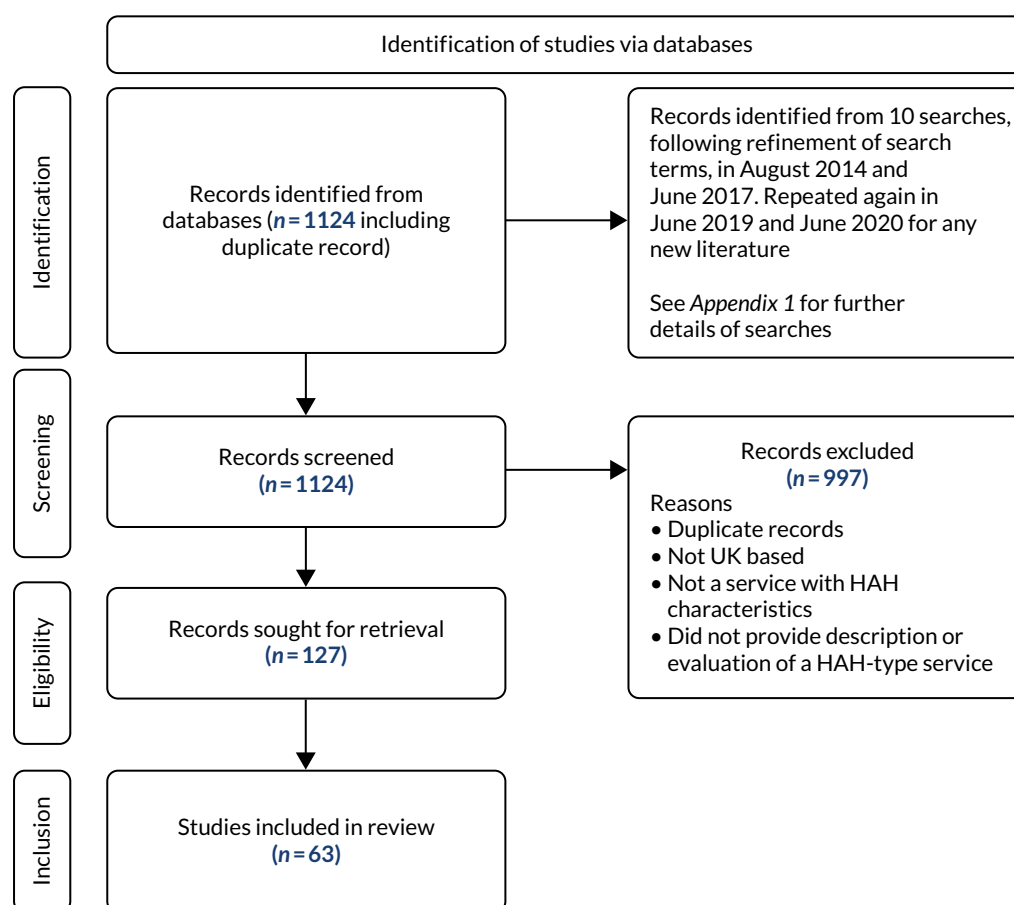 Identification of studies via databases
Identification
Records identified from
databases (n=1124 including
duplicate record)
Records identified from 10 searches,
following refinement of search
terms, in August 2014 and
June 2017. Repeated again in
June 2019 and June 2020 for any
new literature
See Appendix 1 for further
details of searches
Screening
Records screened
(n=1124)
Records excluded
(n=997)
Reasons
• Duplicate records
• Not UK based
• Not a service with HAH
characteristics
• Did not provide description or
evaluation of a HAH-type service
Eligibility
Records sought for retrieval
(n=127)
Inclusion
Studies included in review
(n=63)